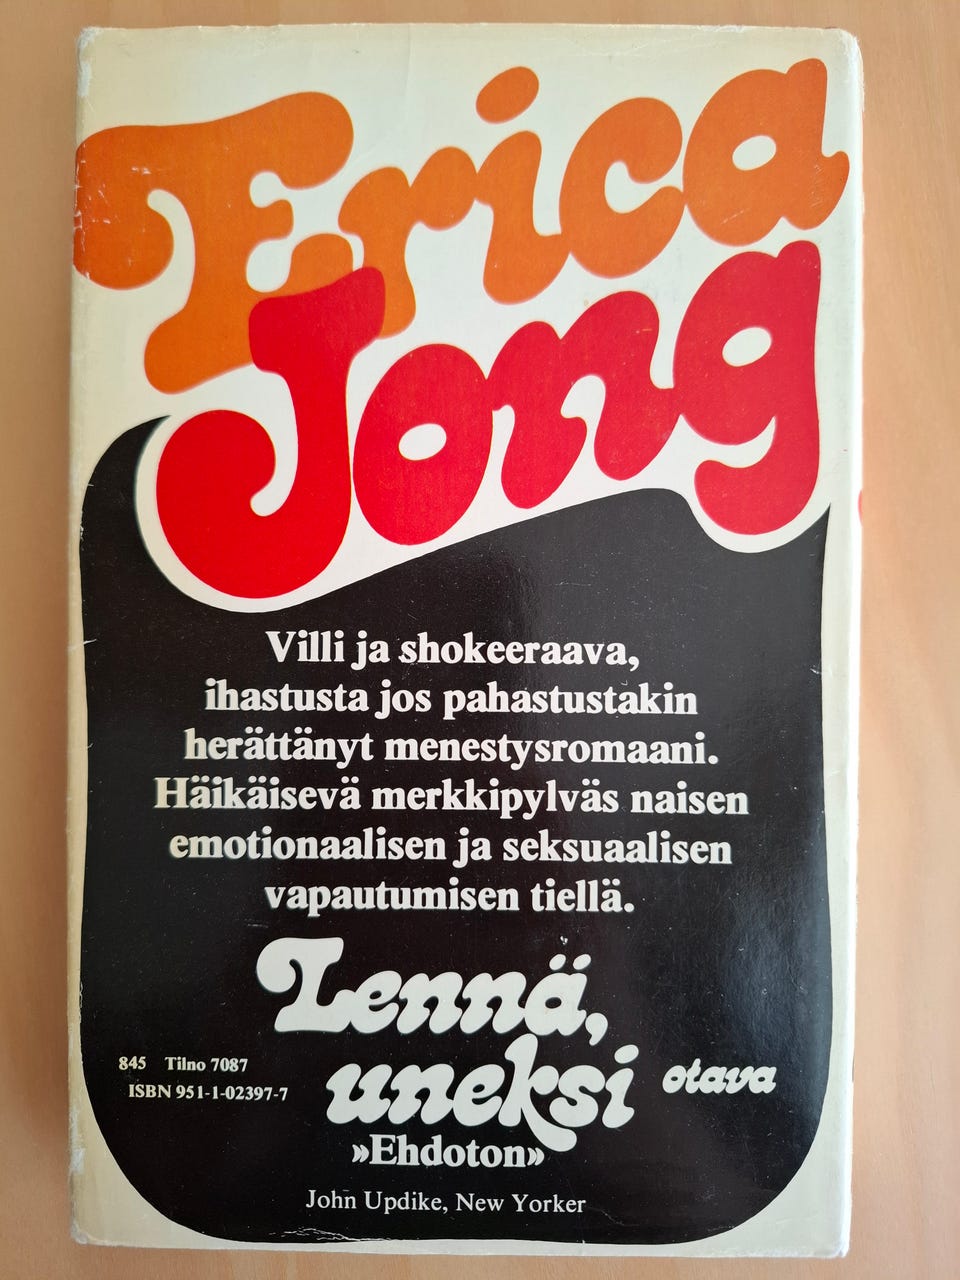 Erica
Jong
Villi ja shokeeraava,
ihastusta jos pahastustakin
herättänyt menestysromaani.
Häikäisevä merkkipylväs naisen
emotionaalisen ja seksuaalisen
vapautumisen tiellä.
Lennä,
uneksi
845 Tilno 7087
ISBN 951-1-02397-7
otava
»Ehdoton»
John Updike, New Yorker